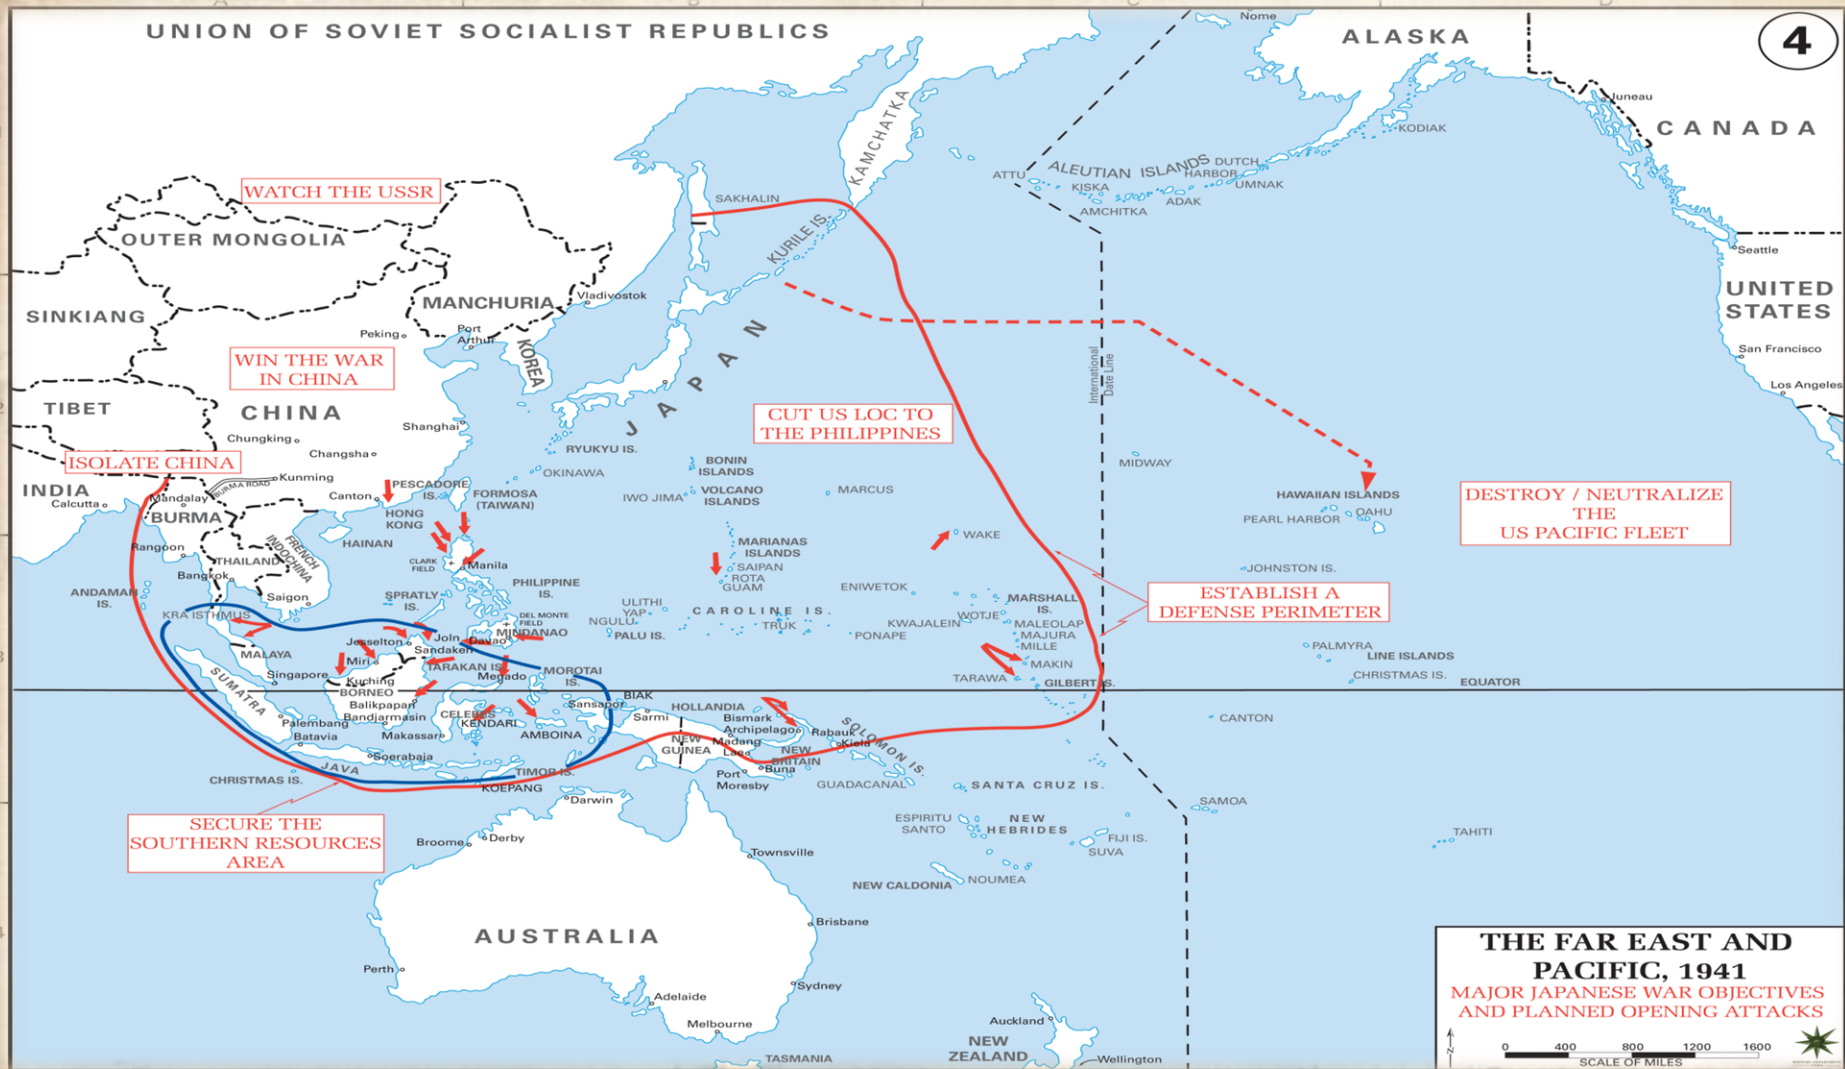 UNION OF SOVIET SOCIALIST REPUBLICS
Nome
ALASKA
4
Juneau
CANADA
KODIAK
KAMCHATKA
ALEUTIAN ISLANDS
DUTCH
HARBOR
UMNAK
ATTU
KISKA
ADAK
AMCHITKA
WATCH THE USSR
SAKHALIN
KURILE IS.
OUTER MONGOLIA
Seattle
SINKIANG
MANCHURIA
Vladivostok
UNITED
STATES
Peking
Port
Arthur
KOREA
JAPAN
International
Date Line
San Francisco
WIN THE WAR
IN CHINA
Los Angeles
TIBET
CHINA
CUT US LOC TO
THE PHILIPPINES
Shanghai
Chungking
RYUKYU IS.
Changsha
ISOLATE CHINA
BONIN
ISLANDS
MIDWAY
OKINAWA
Kunming
BURMA ROAD
INDIA
Calcutta
Mandalay
Canton
PESCADORE
IS.
FORMOSA
(TAIWAN)
IWO JIMA
VOLCANO
ISLANDS
MARCUS
HAWAIIAN ISLANDS
PEARL HARBOR
OAHU
DESTROY / NEUTRALIZE
THE
US PACIFIC FLEET
BURMA
HONG
KONG
HAINAN
Rangoon
FRENCH
INDOCHINA
THAILAND
WAKE
MARIANAS
ISLANDS
SAIPAN
ROTA
GUAM
CLARK
FIELD
Manila
Bangkok
JOHNSTON IS.
ANDAMAN
IS.
Saigon
SPRATLY
IS.
PHILIPPINE
IS.
ENIWETOK
ESTABLISH A
DEFENSE PERIMETER
MARSHALL
IS.
KRA ISTHMUS
ULITHI
YAP
NGULU
PALU IS.
CAROLINE IS.
TRUK
PONAPE
KWAJALEIN
WOTJE
MALEOLAP
MAJURA
MILLE
DEL MONTE
FIELD
MINDANAO
Davao
Joln
Jesselton
Sandaken
MALAYA
Miri
TARAKAN IS.
Menado
MOROTAI
IS.
MAKIN
TARAWA
GILBERT IS.
PALMYRA
LINE ISLANDS
CHRISTMAS IS.
EQUATOR
Singapore
SUMATRA
Kuching
BORNEO
Balikpapan
Bandjarmasin
CELEBES
KENDARI
Makassar
AMBOINA
Sansapor
BIAK
Sarmi
HOLLANDIA
Bismark
Archipelago
Madang
Lae
Rabauk
Kieta
SOLOMON IS.
CANTON
Palembang
Batavia
Soerabaja
JAVA
NEW
GUINEA
NEW
BRITAIN
Buna
Port
Moresby
GUADACANAL
CHRISTMAS IS.
TIMOR IS.
KOEPANG
SANTA CRUZ IS.
Darwin
SAMOA
SECURE THE
SOUTHERN RESOURCES
AREA
ESPIRITU
SANTO
NEW
HEBRIDES
FIJI IS.
SUVA
TAHITI
Broome
Derby
Townsville
NEW CALDONIA
NOUMEA
Brisbane
AUSTRALIA
Perth
Sydney
Adelaide
Melbourne
TASMANIA
Auckland
NEW
ZEALAND
Wellington
THE FAR EAST AND
PACIFIC, 1941
MAJOR JAPANESE WAR OBJECTIVES
AND PLANNED OPENING ATTACKS
N
0 400 800 1200 1600
SCALE OF MILES